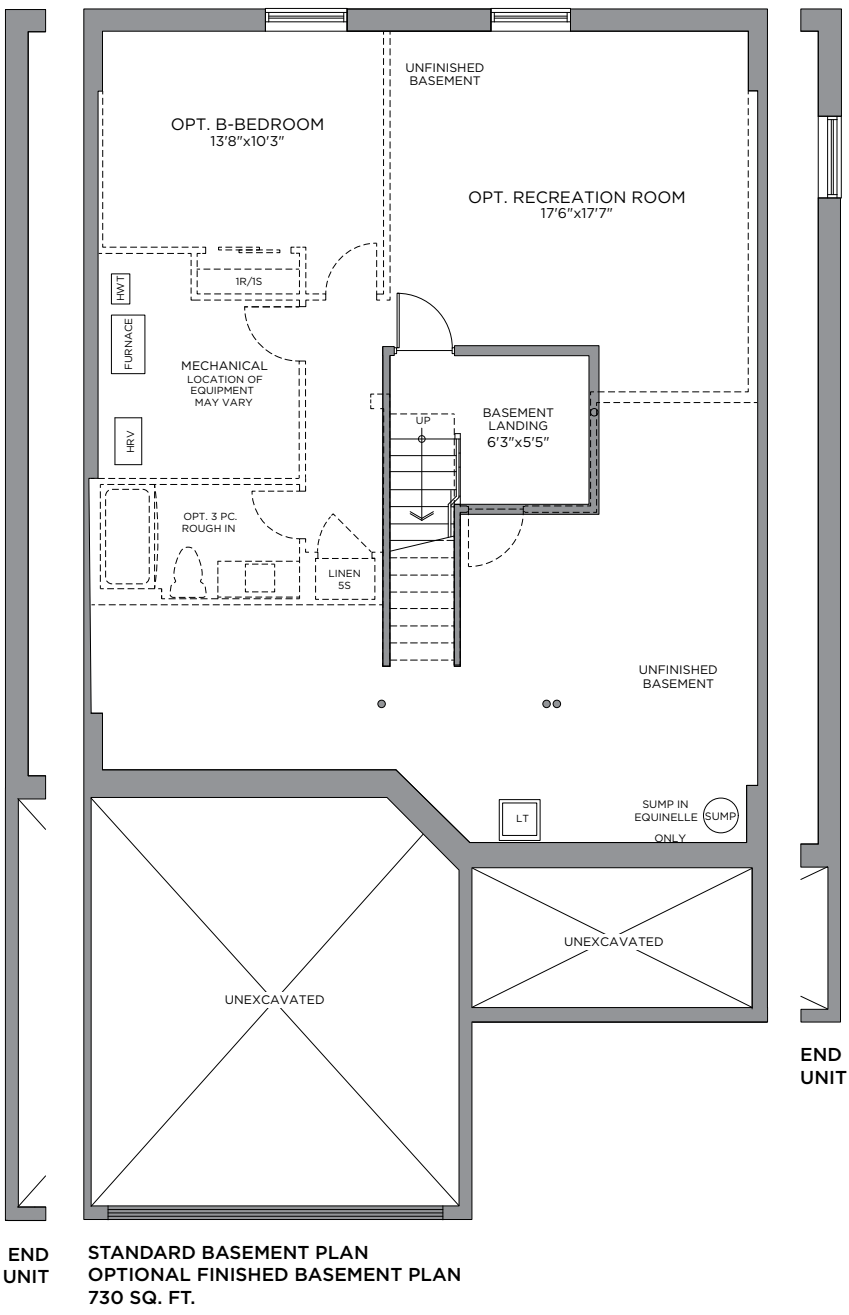 UNFINISHED
BASEMENT
OPT. B-BEDROOM
13'8"x10'3"
OPT. RECREATION ROOM
17'6"x17'7"
HWT
1R/1S
FURNACE
MECHANICAL
LOCATION OF
EQUIPMENT
MAY VARY
HRV
UP
BASEMENT
LANDING
6'3"x5'5"
OPT. 3 PC.
ROUGH IN
LINEN
5S
UNFINISHED
BASEMENT
LT
SUMP IN
EQUINELLE
ONLY
SUMP
UNEXCAVATED
UNEXCAVATED
END
UNIT
END
UNIT
STANDARD BASEMENT PLAN
OPTIONAL FINISHED BASEMENT PLAN
730 SQ. FT.